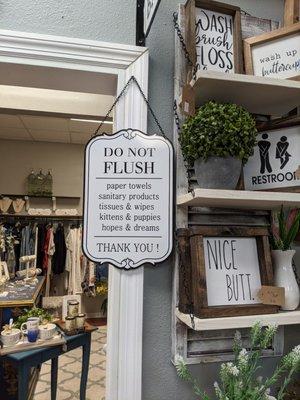 DO NOT
FLUSH
paper towels
sanitary products
tissues & wipes
kittens & puppies
hopes & dreams
THANK YOU!
WASH
BRUSH
FLOSS
wash up
buttercup
RESTROOM
NICE
BUTT.